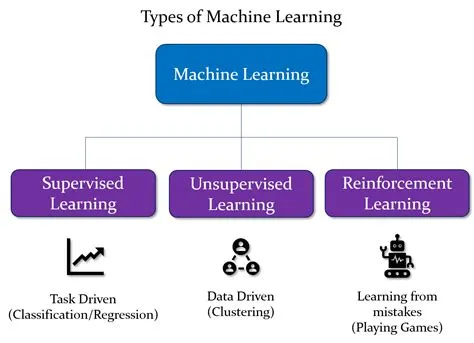 Types of Machine Learning
Machine Learning
Supervised
Learning
Unsupervised
Learning
Reinforcement
Learning
Task Driven
(Classification/Regression)
Data Driven
(Clustering)
Learning from
mistakes
(Playing Games)